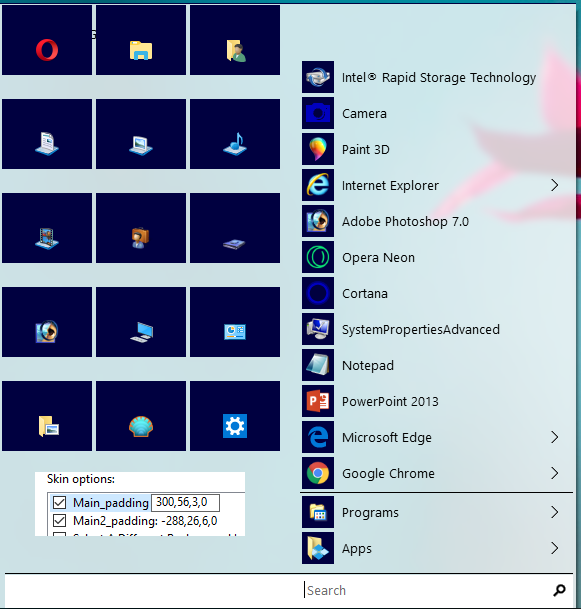 G
Intel® Rapid Storage Technology
Camera
Paint 3D
Internet Explorer
Adobe Photoshop 7.0
Opera Neon
Cortana
SystemPropertiesAdvanced
Notepad
PowerPoint 2013
Microsoft Edge
Google Chrome
Programs
Apps
Skin options:
Main_padding 300,56,3,0
Main2_padding: -288,26,6,0
Search